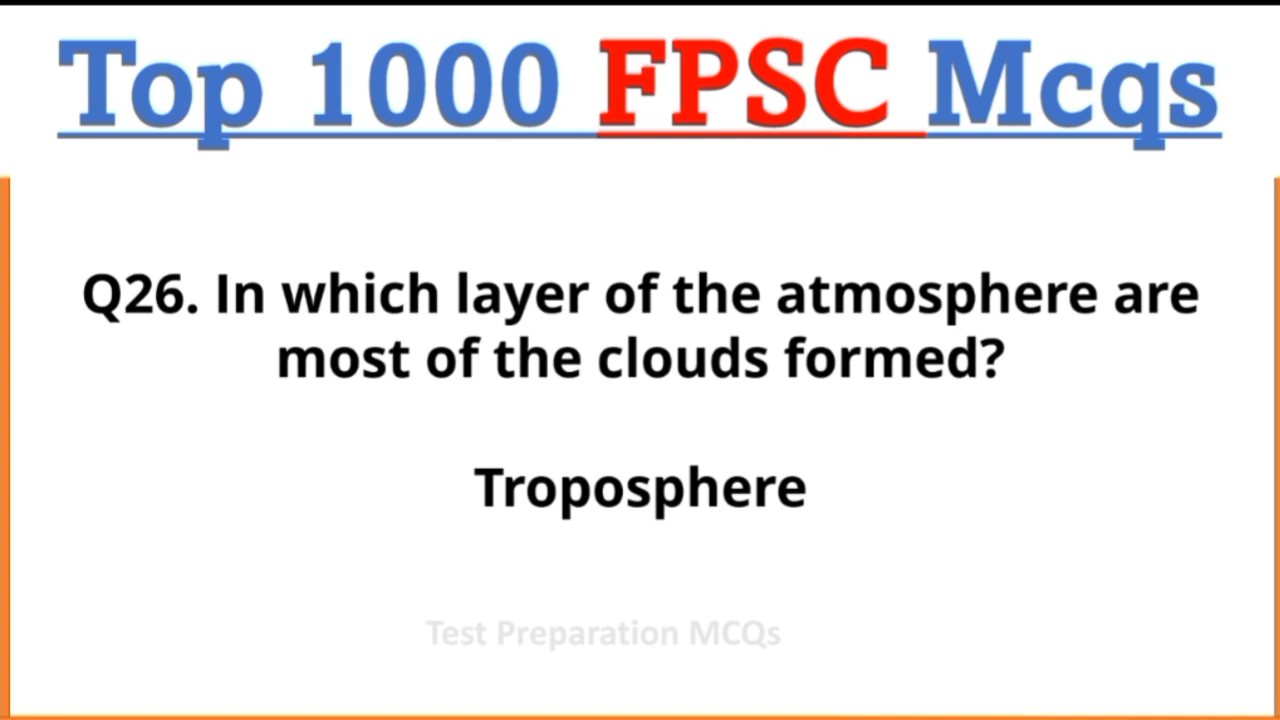 Top 1000 FPSC Mcqs
Q26. In which layer of the atmosphere are
most of the clouds formed?
Troposphere
Test Preparation MCQs